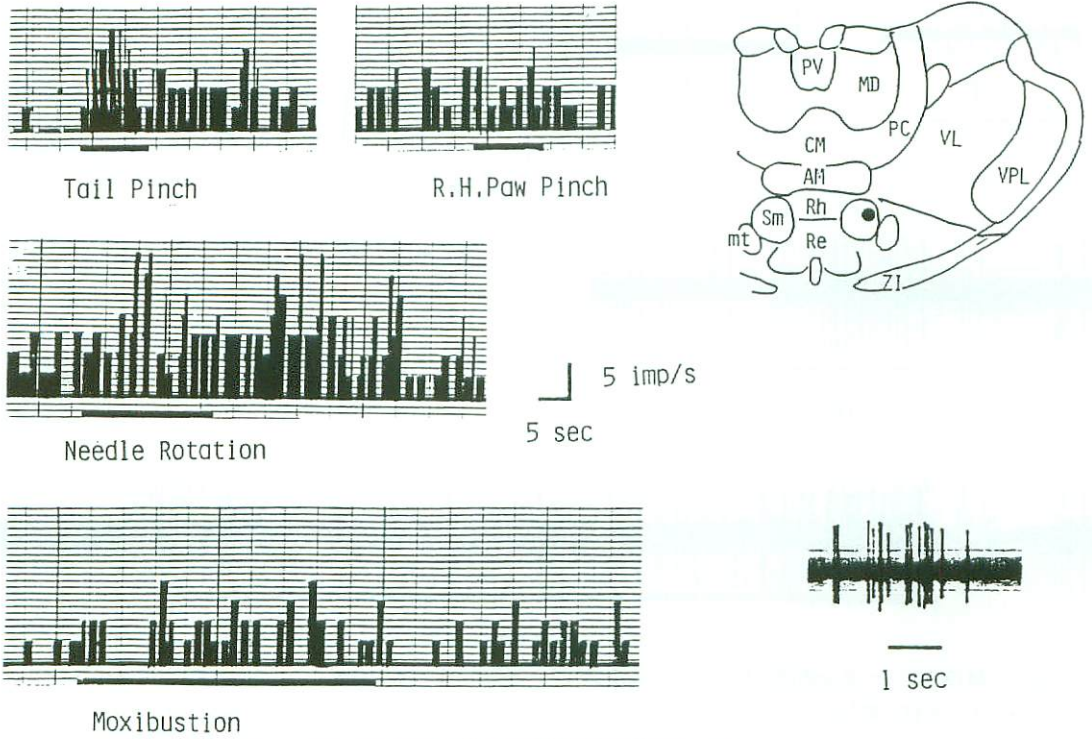 Tail Pinch
R.H.Paw Pinch
PV
MD
PC
CM
VL
AM
VPL
Sm
Rh
mt
Re
ZI
Needle Rotation
5 imp/s
5 sec
Moxibustion
1 sec